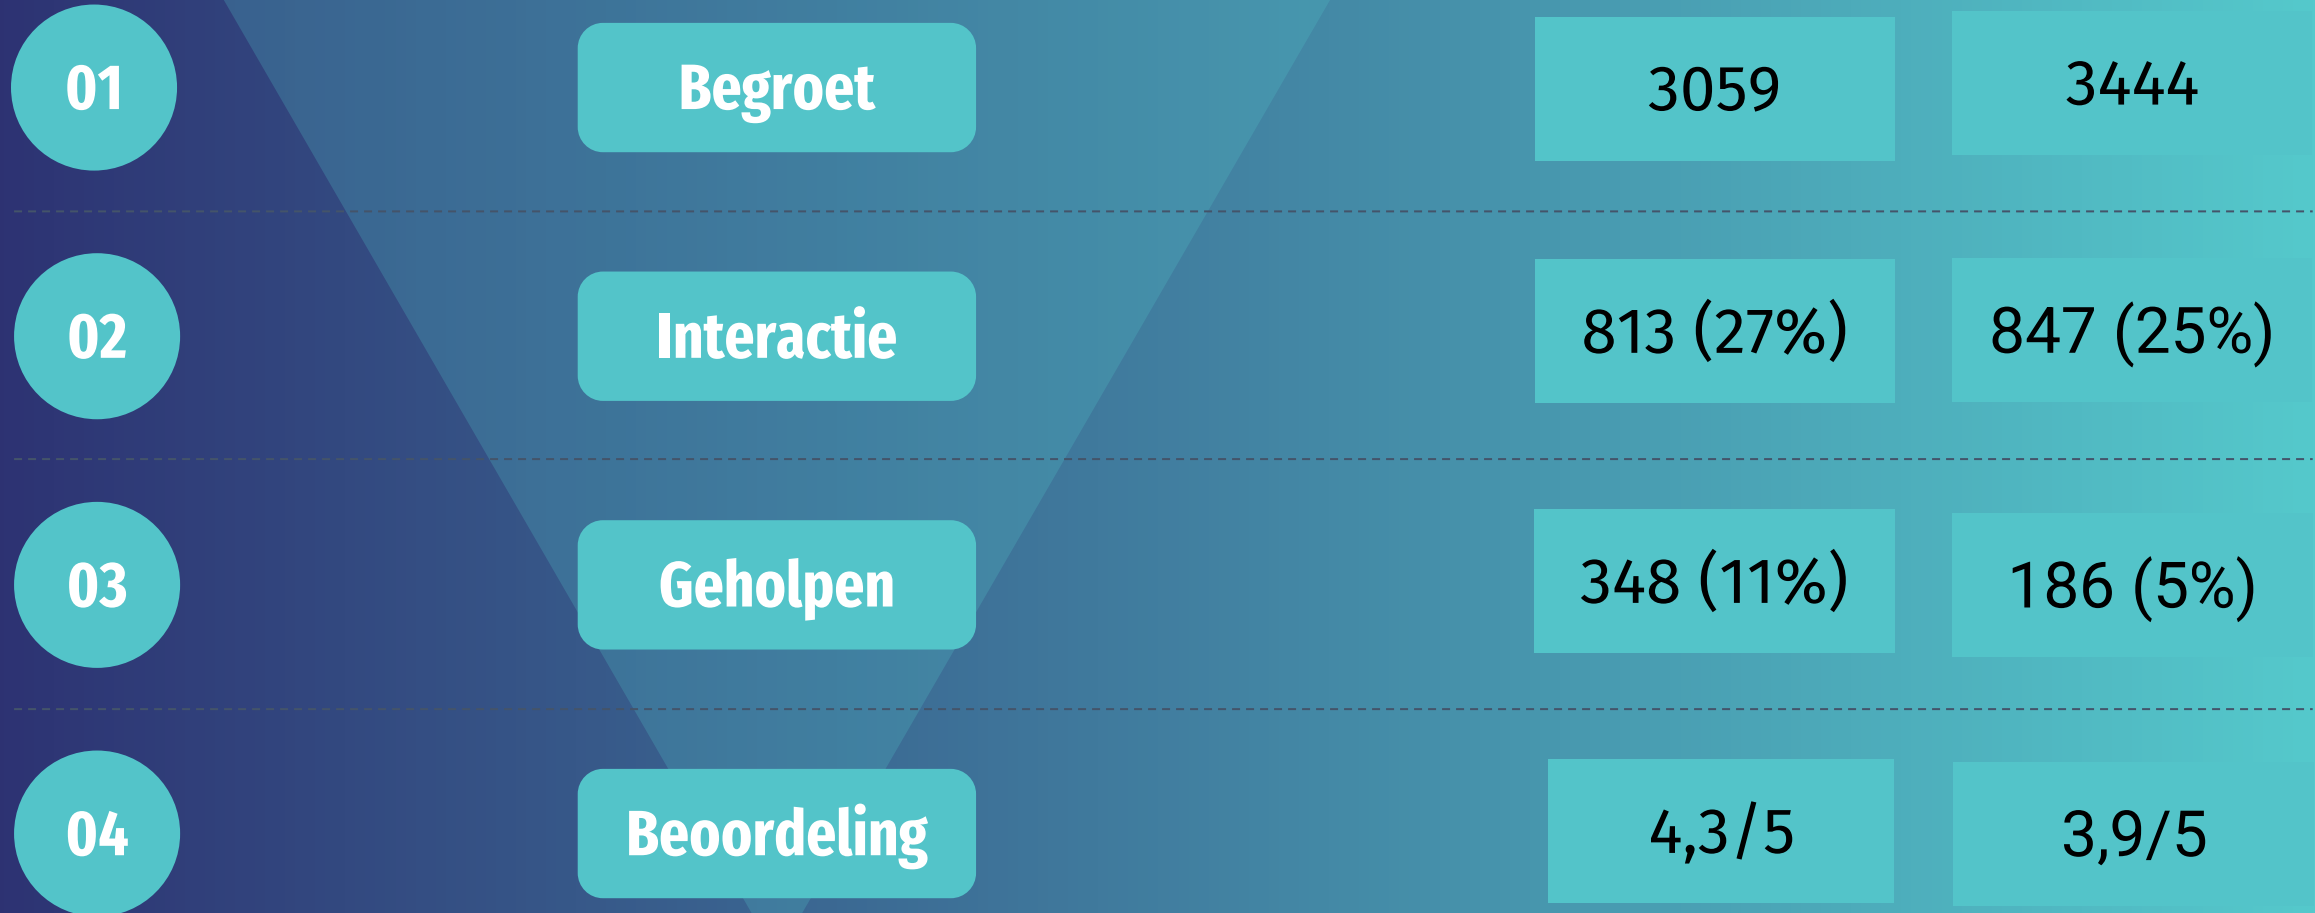 01 Begroet 3059 3444
02 Interactie 813 (27%) 847 (25%)
03 Geholpen 348 (11%) 186 (5%)
04 Beoordeling 4,3/5 3,9/5